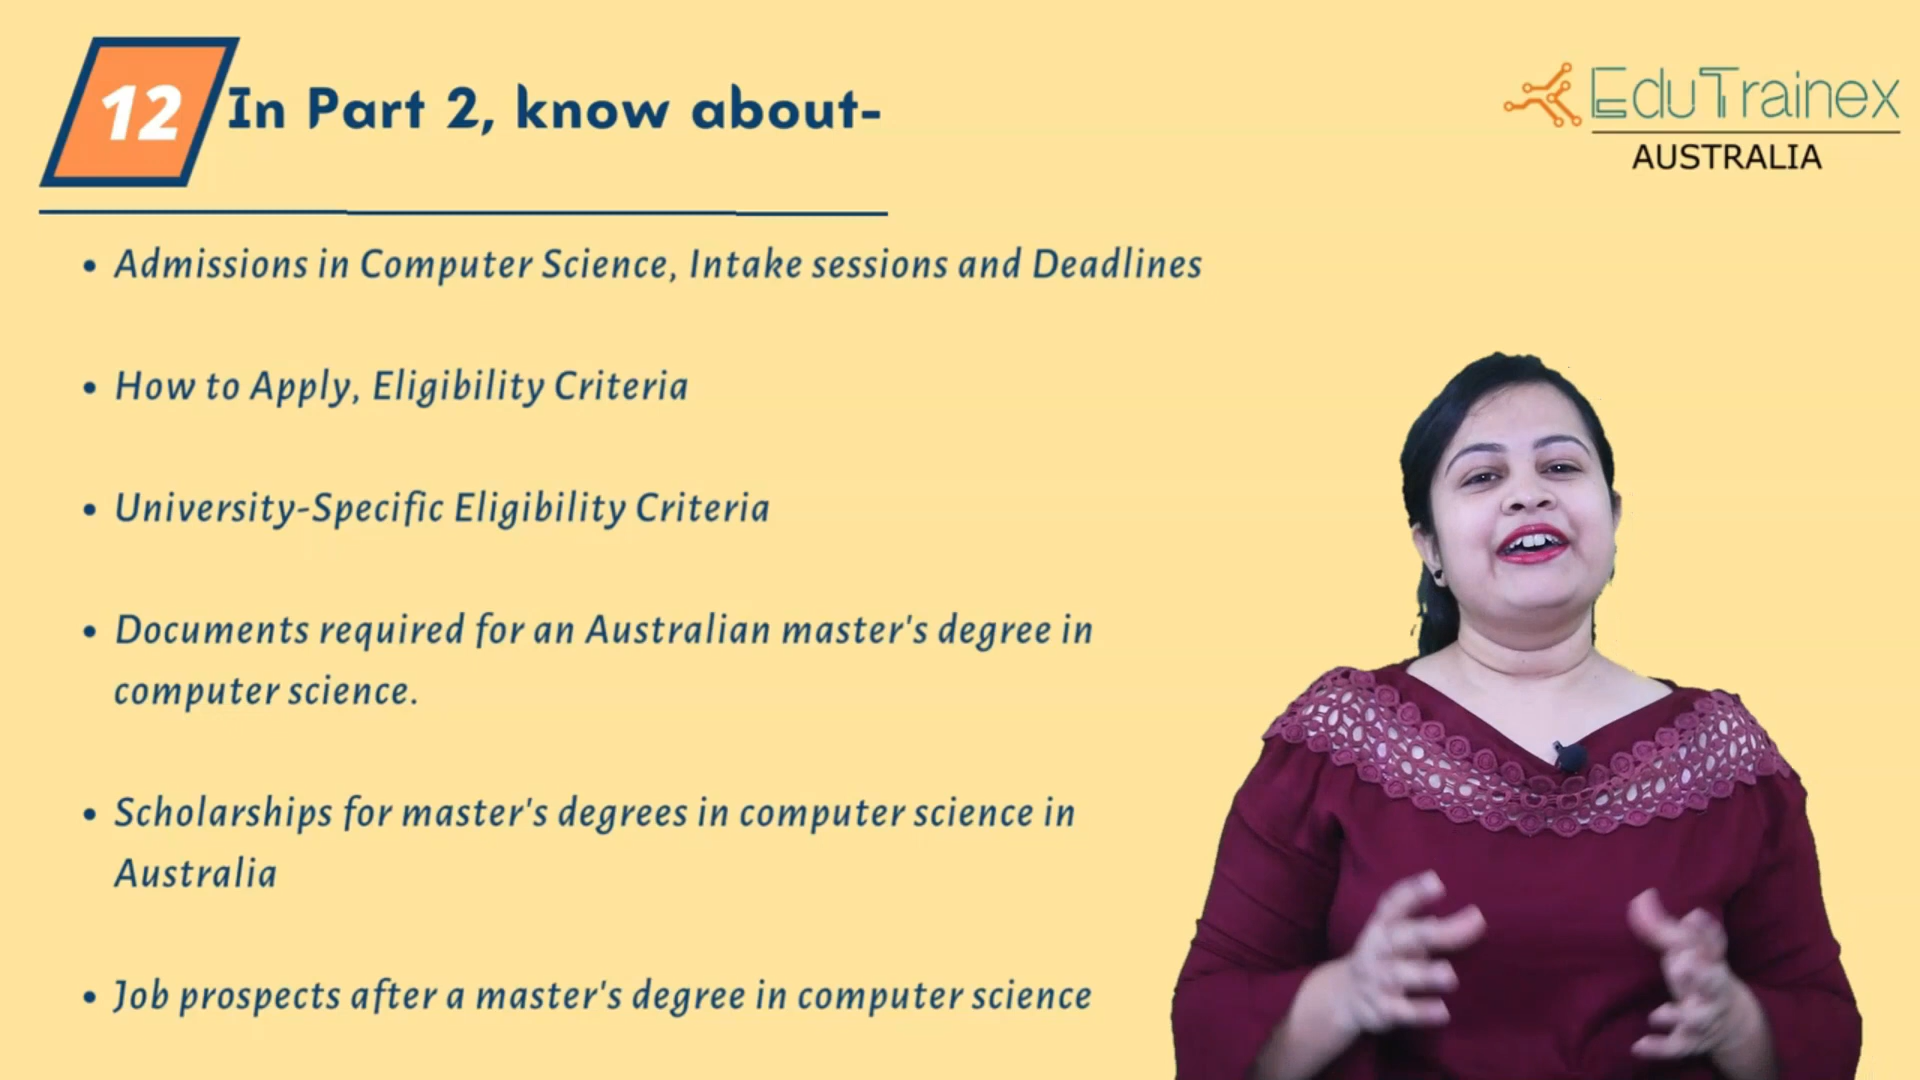 12
In Part 2, know about-
EduTrainex
AUSTRALIA
• Admissions in Computer Science, Intake sessions and Deadlines
• How to Apply, Eligibility Criteria
• University-Specific Eligibility Criteria
• Documents required for an Australian master's degree in
computer science.
• Scholarships for master's degrees in computer science in
Australia
• Job prospects after a master's degree in computer science